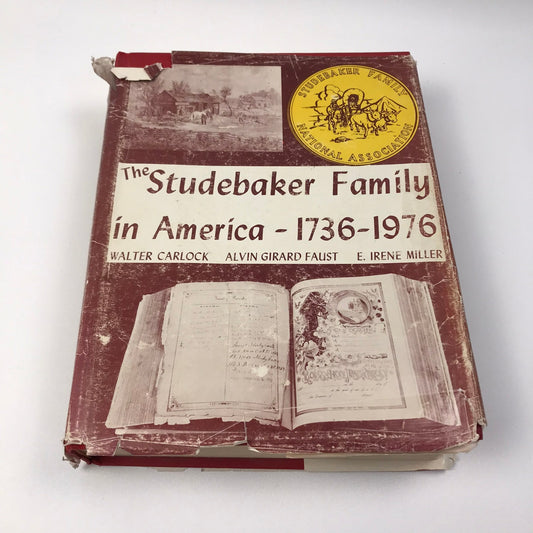 STUDEBAKER FAMILY
NATIONAL ASSOCIATION
The Studebaker Family
in America - 1736-1976
WALTER CARLOCK ALVIN GIRARD FAUST E. IRENE MILLER